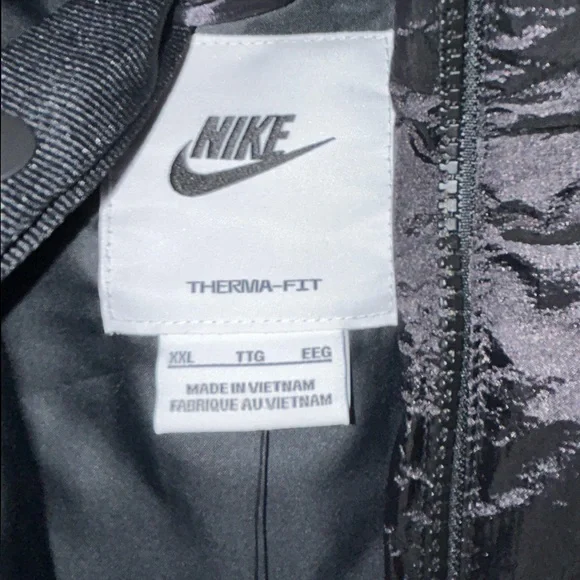 NIKE
THERMA-FIT
XXL TTG EEG
MADE IN VIETNAM
FABRIQUE AU VIETNAM